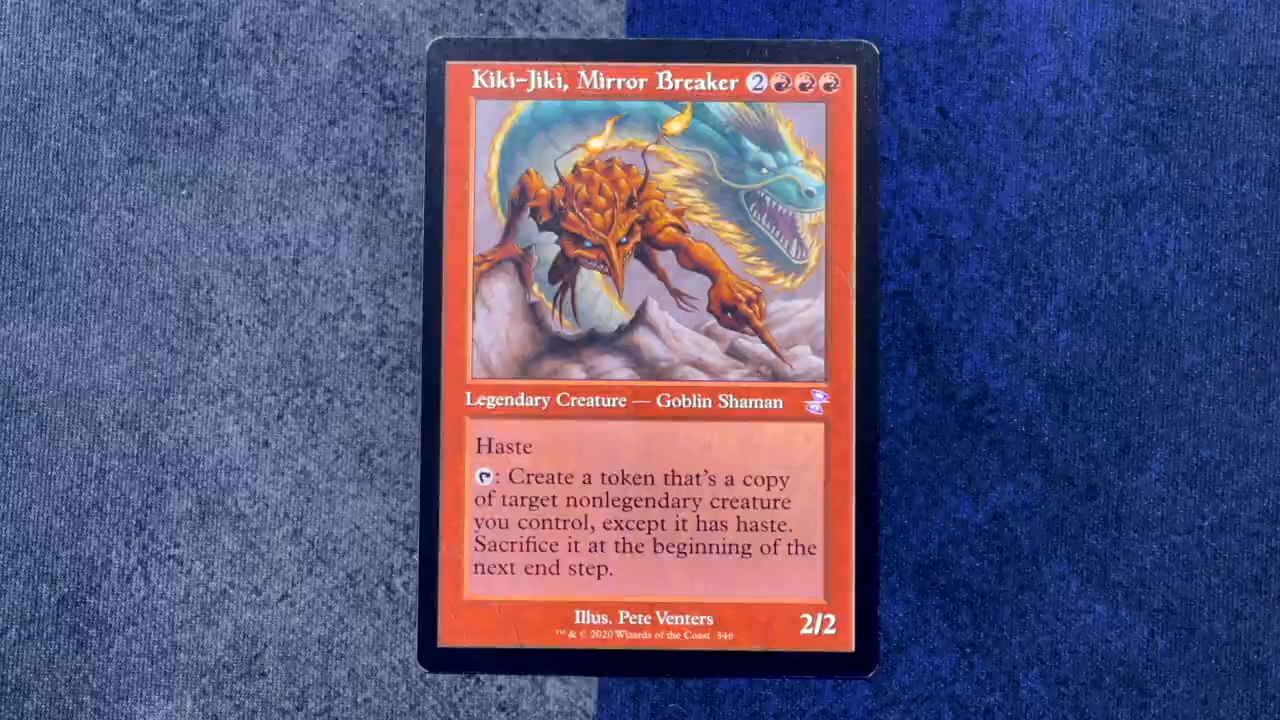 Kiki-Jiki, Mirror Breaker 2
Legendary Creature — Goblin Shaman
Haste
: Create a token that's a copy
of target nonlegendary creature
you control, except it has haste.
Sacrifice it at the beginning of the
next end step.
Illus. Pete Venters
™ & © 2020 Wizards of the Coast 346
2/2